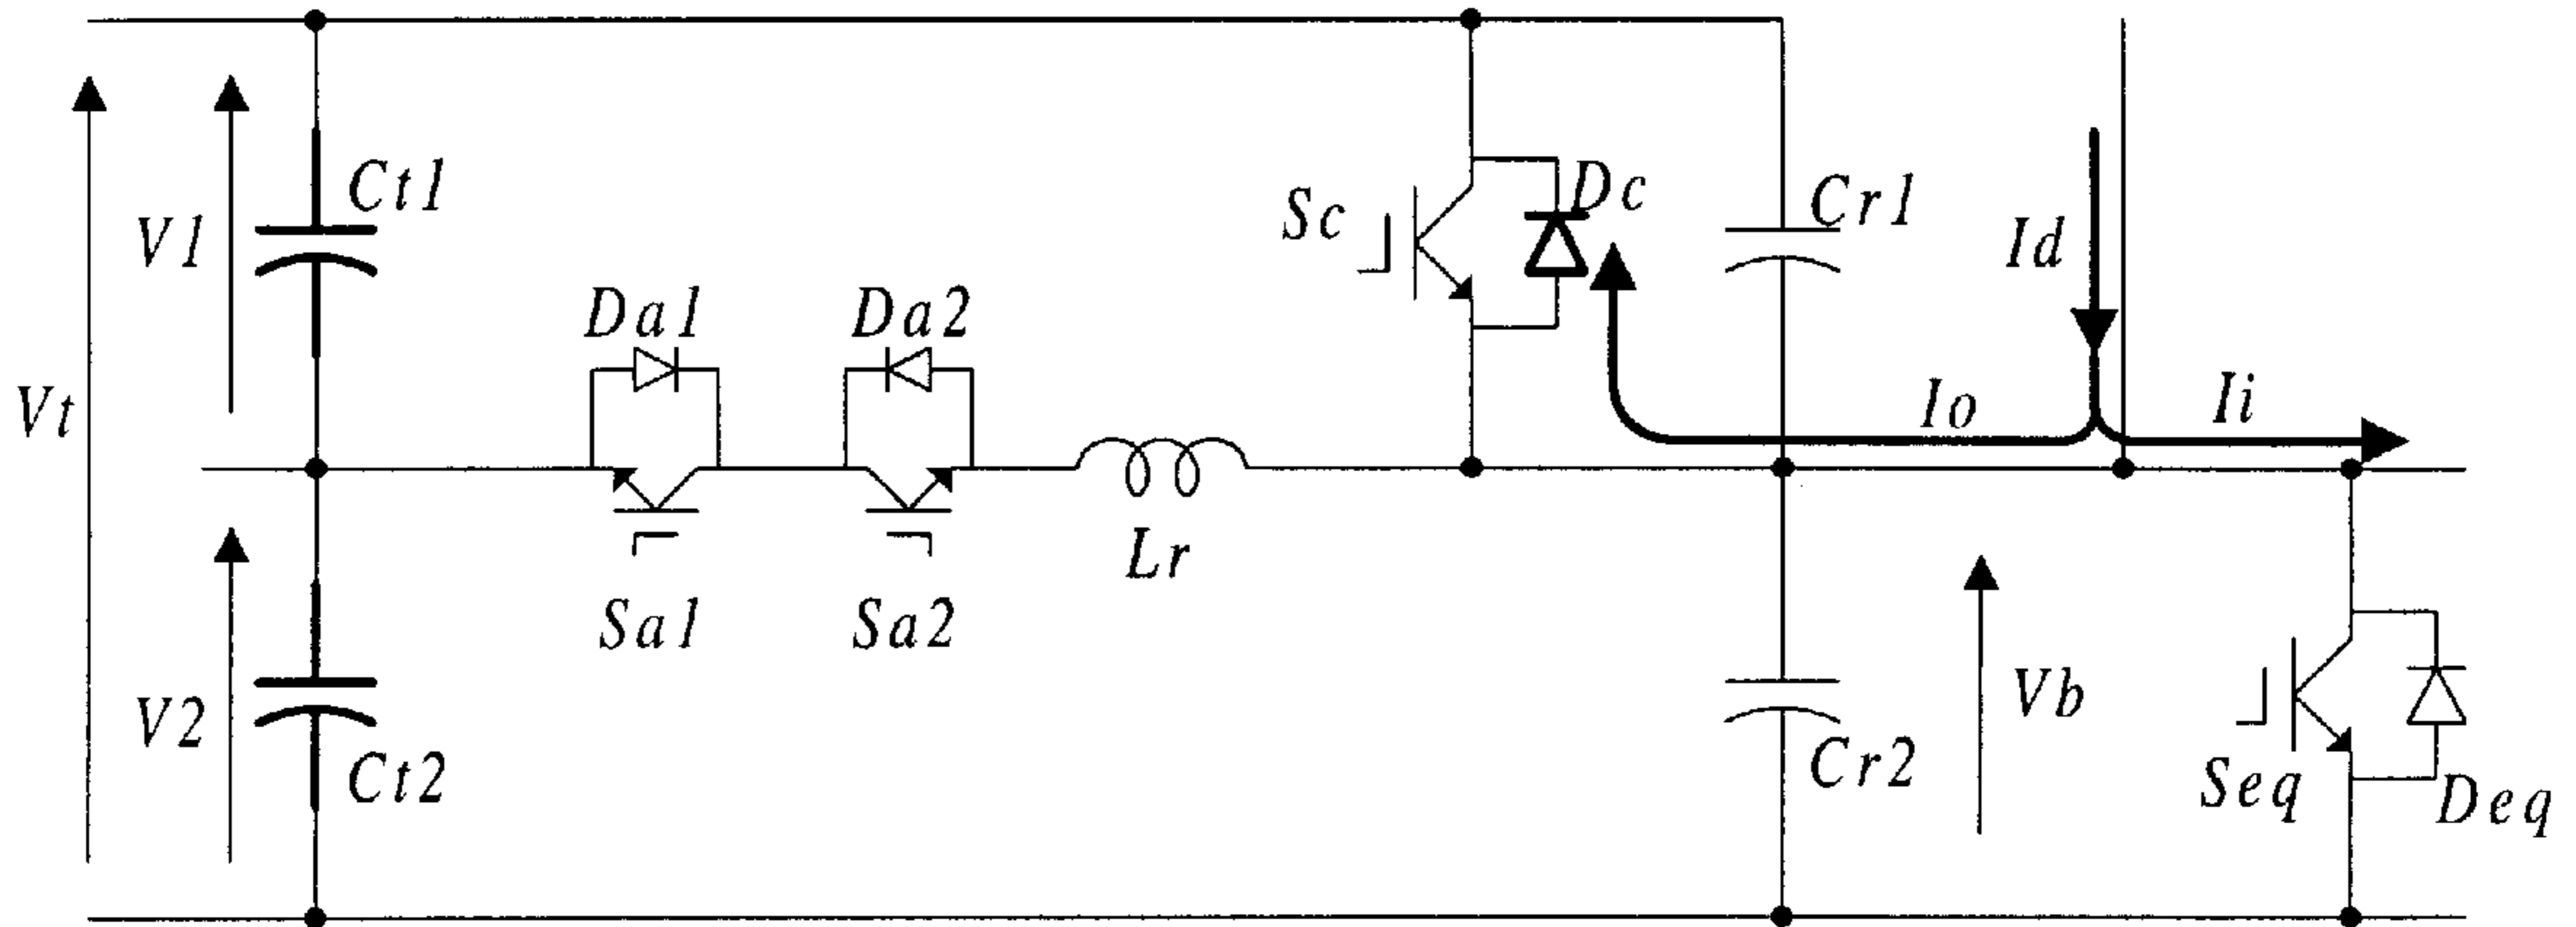 Ct1
Dc
Cr1
Sc
V1
Id
Da1
Da2
Vt
Io
Ii
Lr
Sa1
Sa2
Vb
V2
Ct2
Cr2
Seq
Deq